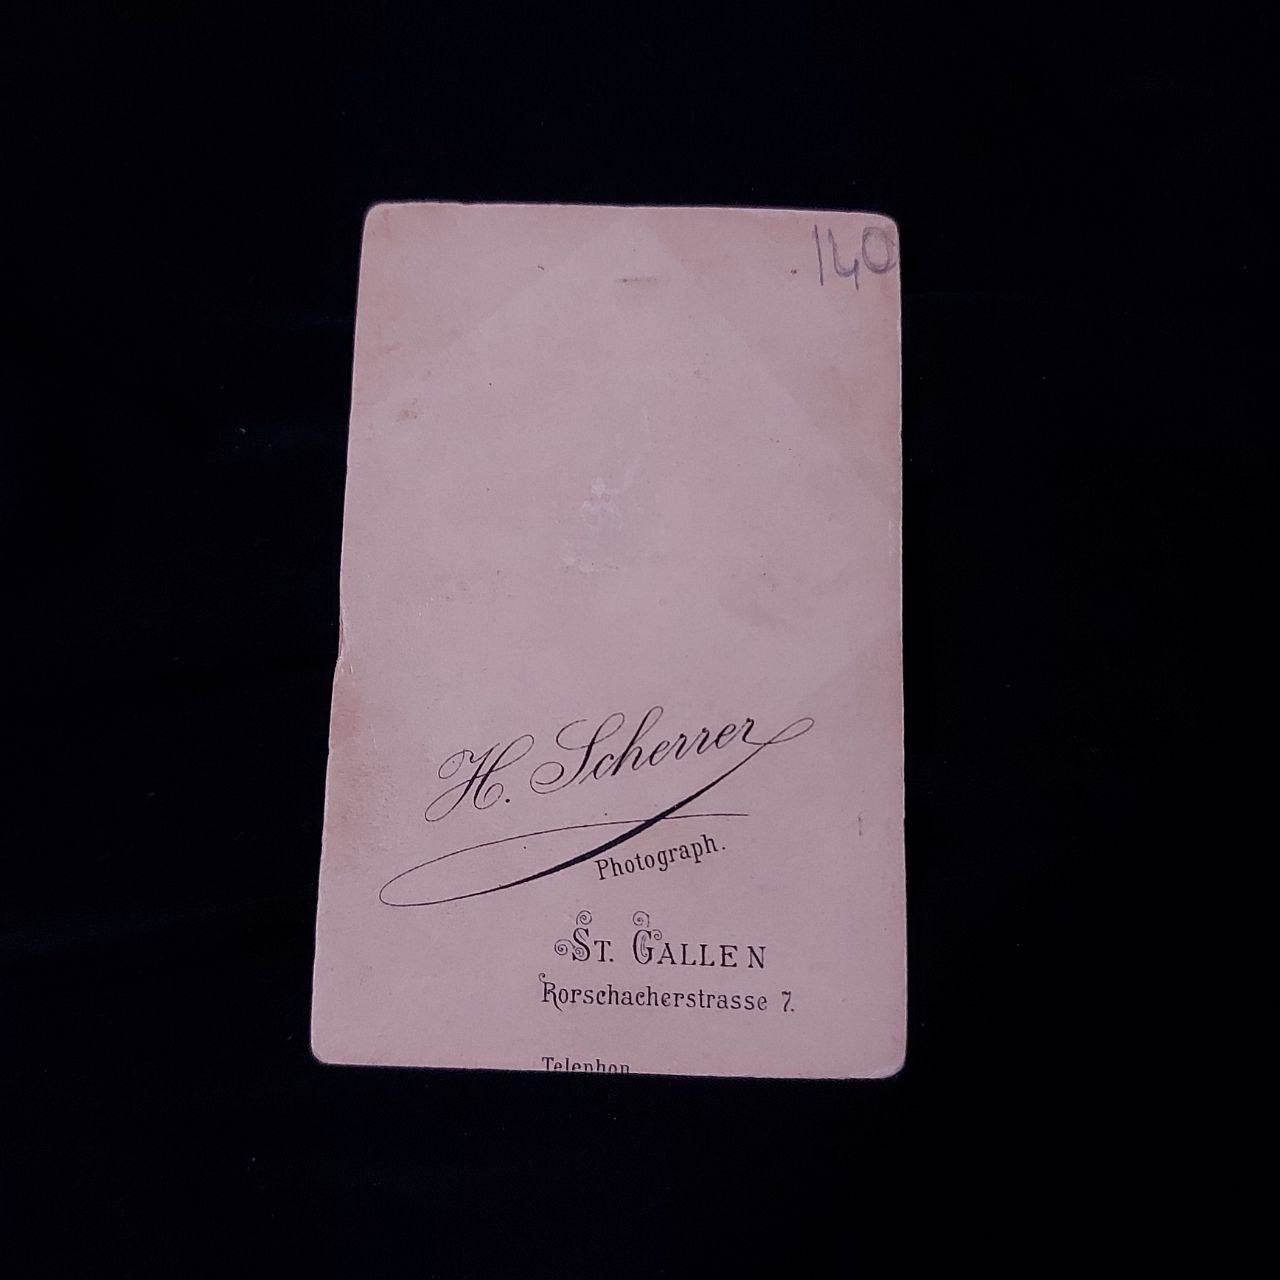 140
H. Scherrer
Photograph.
ST. GALLEN
Rorschacherstrasse 7.
Telephon